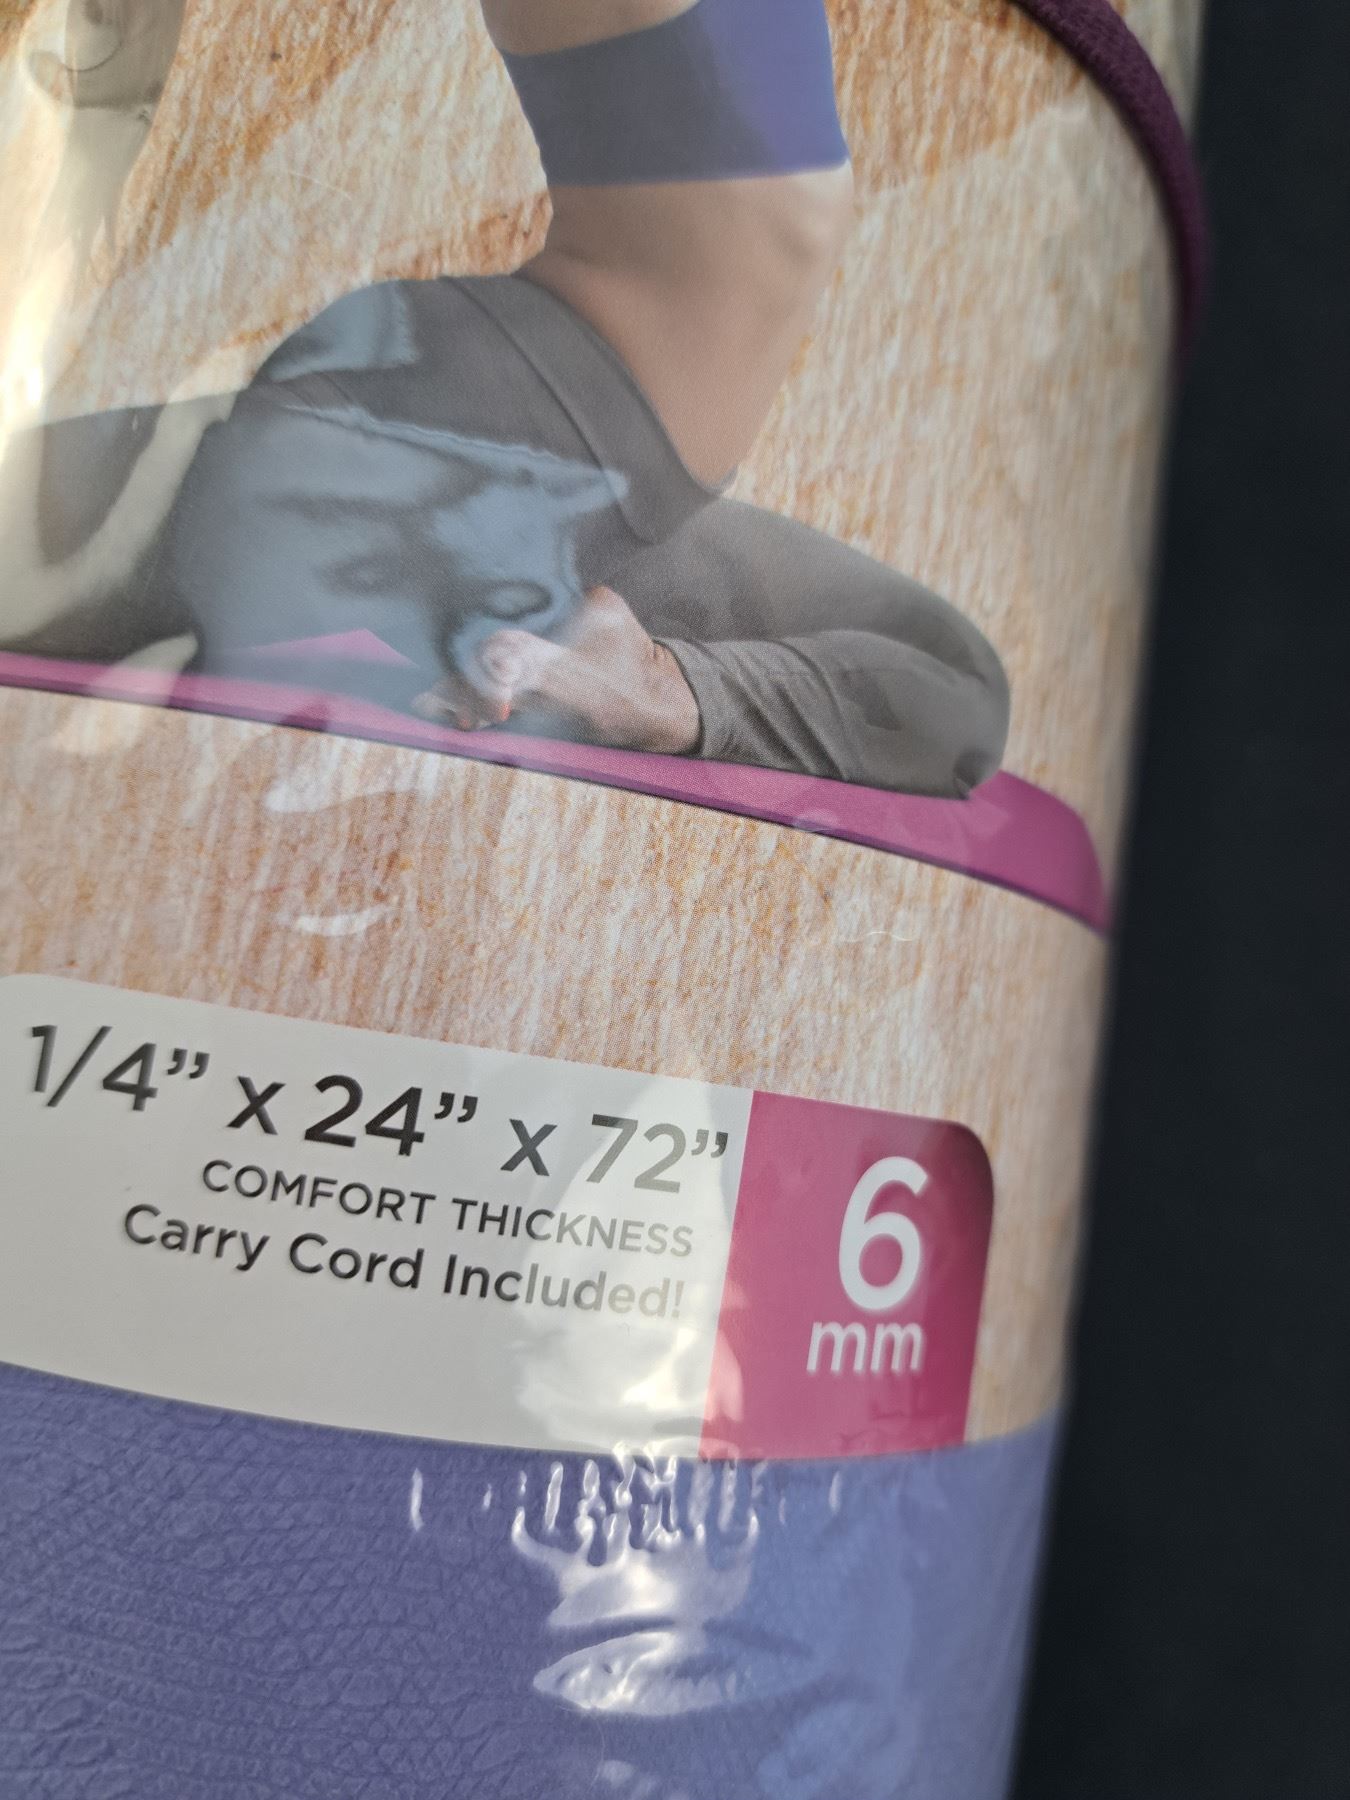 1/4” x 24” x 72”
COMFORT THICKNESS
Carry Cord Included!
6
mm